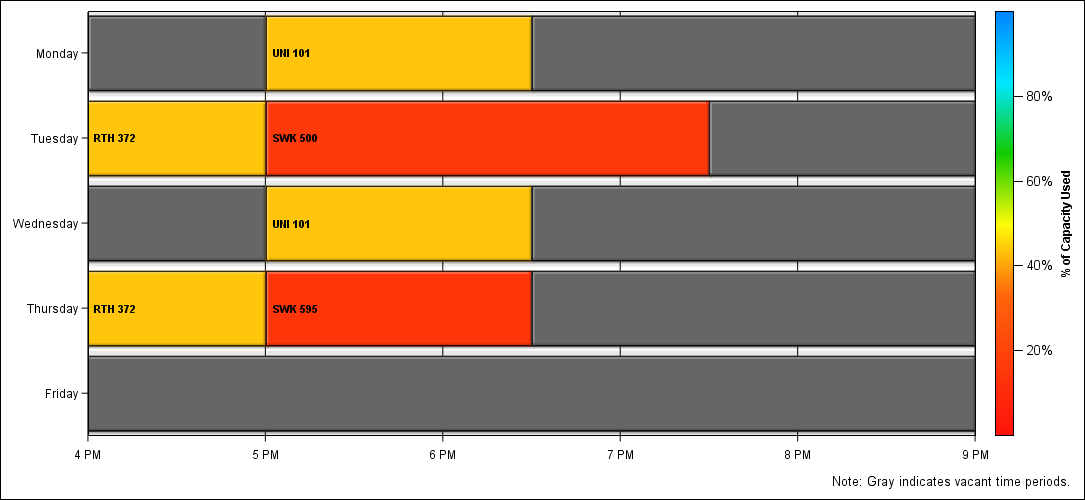 Monday
UNI 101
Tuesday
RTH 372
SWK 500
Wednesday
UNI 101
Thursday
RTH 372
SWK 595
Friday
4 PM
5 PM
6 PM
7 PM
8 PM
9 PM
80%
60%
40%
20%
% of Capacity Used
Note: Gray indicates vacant time periods.